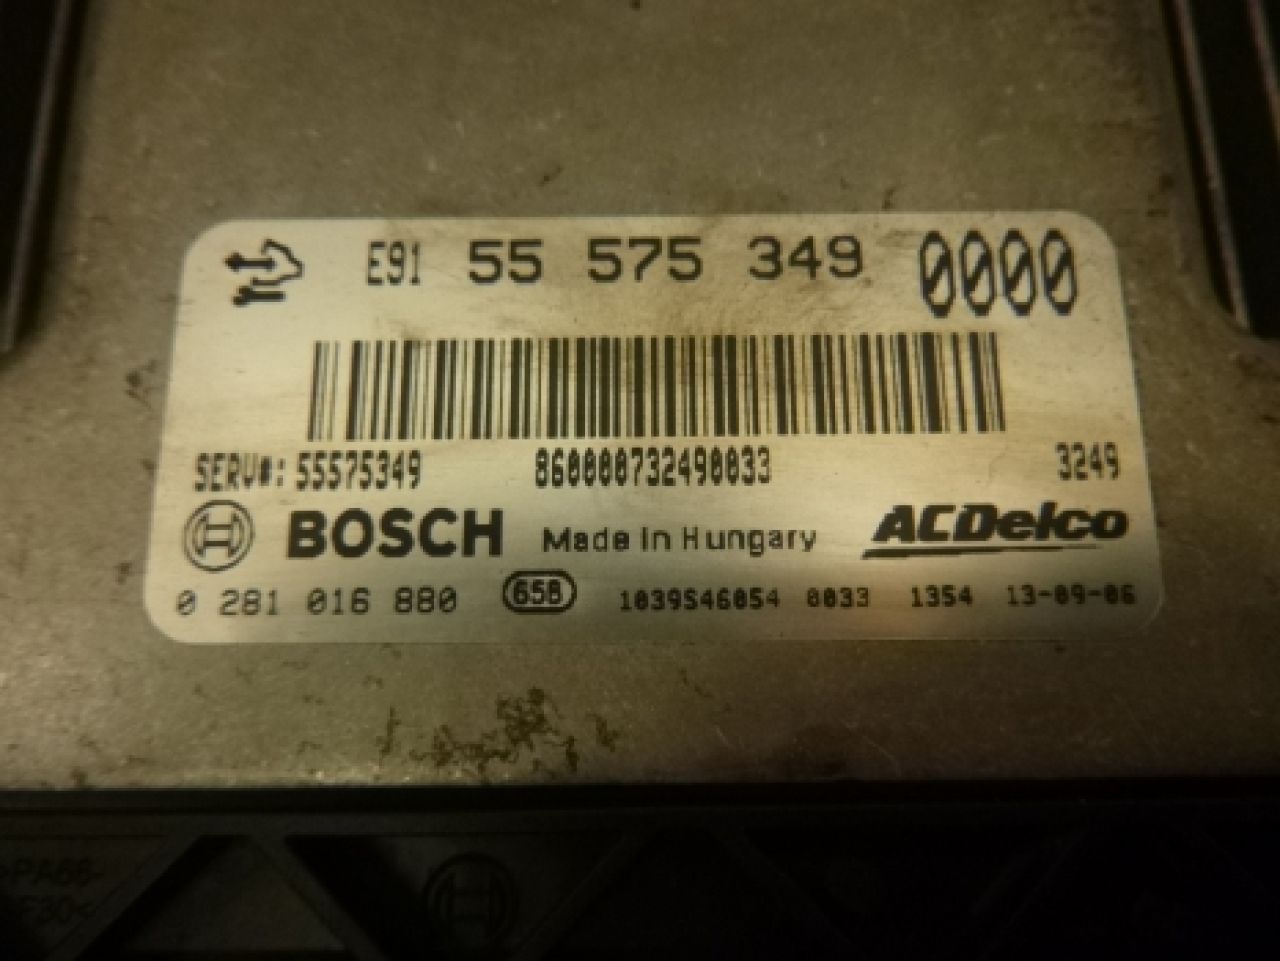 E91 55 575 349 0000
SERV#: 55575349 860000732490033 3249
BOSCH Made in Hungary ACDelco
0 281 016 880 658 1039S46054 0033 1354 13-09-06
>PA66-